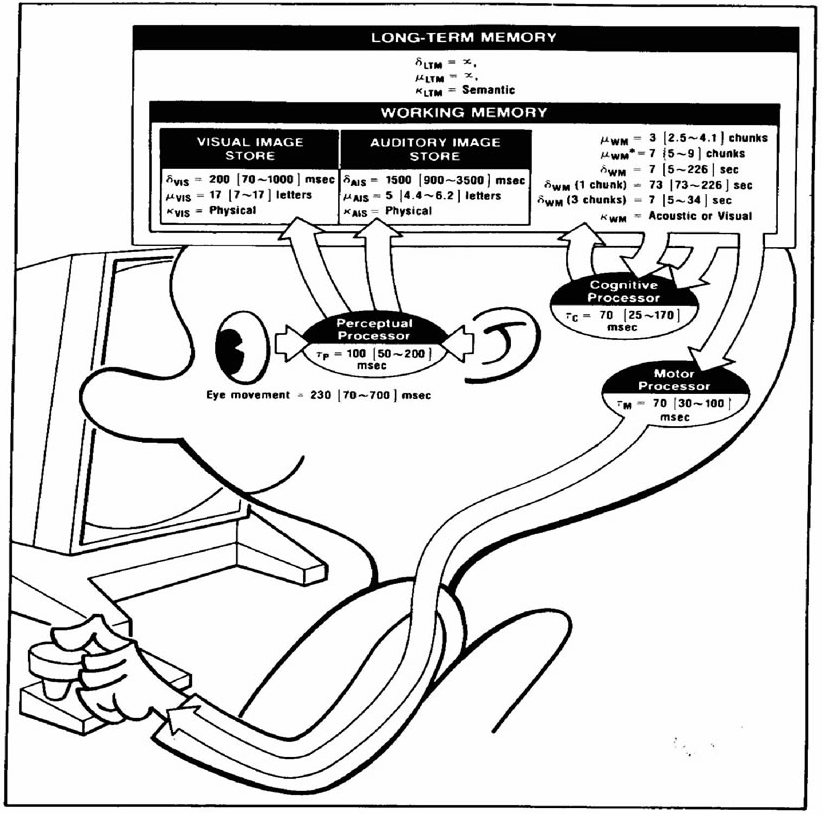 LONG-TERM MEMORY
δLTM = ∝,
μLTM = ∝,
κLTM = Semantic
WORKING MEMORY
VISUAL IMAGE
STORE
δVIS = 200 [70~1000] msec
μVIS = 17 [7~17] letters
κVIS = Physical
AUDITORY IMAGE
STORE
δAIS = 1500 [900~3500] msec
μAIS = 5 [4.4~6.2] letters
κAIS = Physical
μWM = 3 [2.5~4.1] chunks
μWM* = 7 [5~9] chunks
δWM = 7 [5~226] sec
δWM (1 chunk) = 73 [73~226] sec
δWM (3 chunks) = 7 [5~34] sec
κWM = Acoustic or Visual
Cognitive
Processor
τC = 70 [25~170]
msec
Perceptual
Processor
τP = 100 [50~200]
msec
Eye movement = 230 [70~700] msec
Motor
Processor
τM = 70 [30~100]
msec